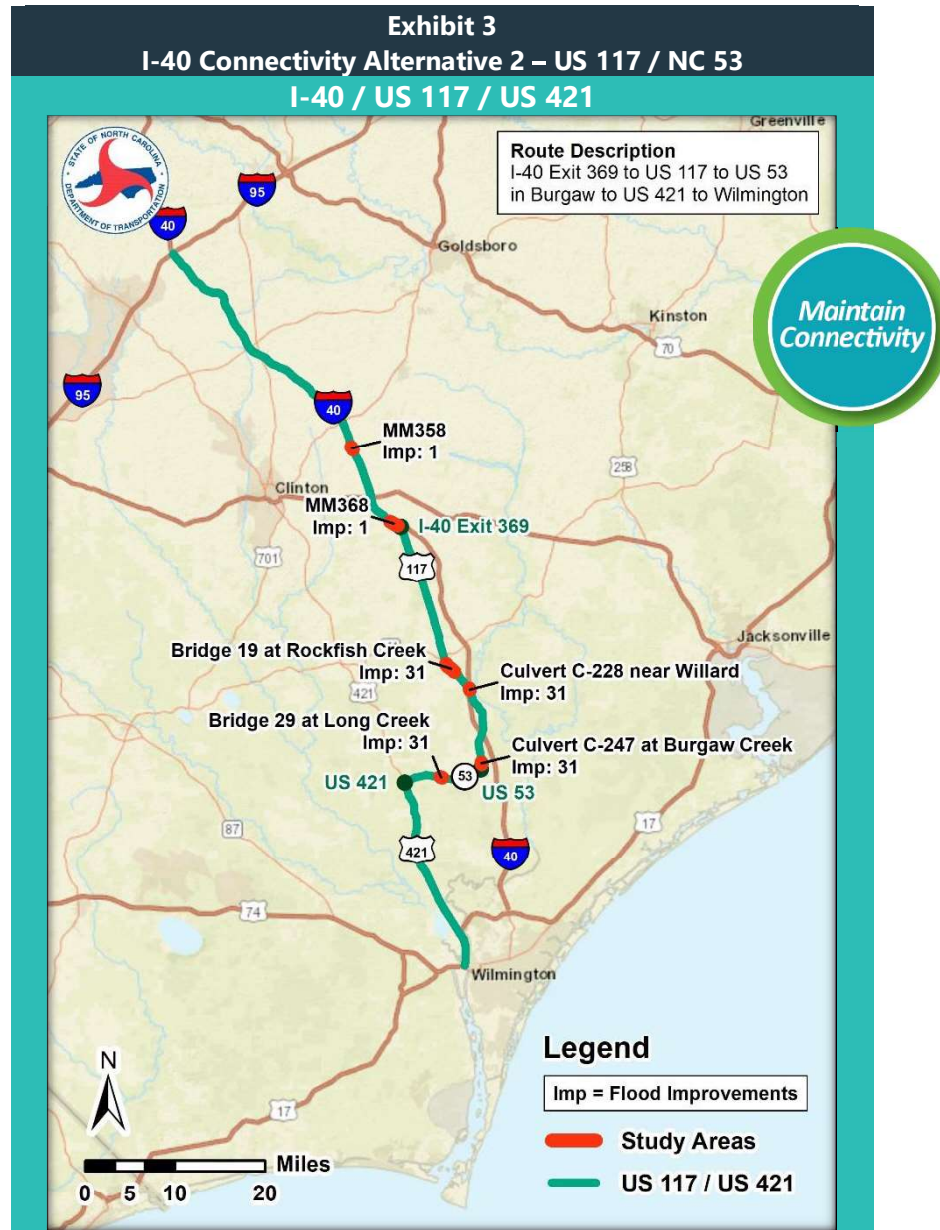 Exhibit 3
I-40 Connectivity Alternative 2 – US 117 / NC 53
I-40 / US 117 / US 421
Greenville
STATE OF NORTH CAROLINA
DEPARTMENT OF TRANSPORTATION
Route Description
I-40 Exit 369 to US 117 to US 53
in Burgaw to US 421 to Wilmington
95
40
Goldsboro
Maintain
Connectivity
Kinston
70
95
40
MM358
Imp: 1
258
Clinton
MM368
Imp: 1
I-40 Exit 369
701
117
Jacksonville
Bridge 19 at Rockfish Creek
Imp: 31
Culvert C-228 near Willard
Imp: 31
421
Bridge 29 at Long Creek
Imp: 31
Culvert C-247 at Burgaw Creek
Imp: 31
US 421
53
US 53
17
87
421
40
74
Wilmington
Legend
Imp = Flood Improvements
N
17
Study Areas
Miles
0 5 10 20
US 117 / US 421